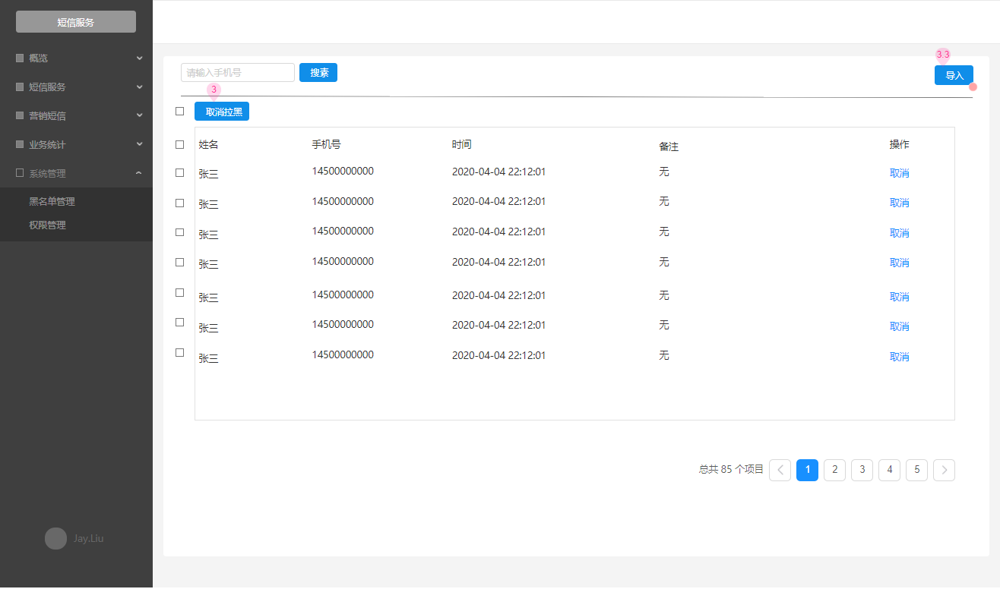 短信服务
概览
短信服务
营销短信
业务统计
系统管理
黑名单管理
权限管理
Jay.Liu
3.3
请输入手机号 搜素 导入
3
取消拉黑
姓名 手机号 时间 备注 操作
张三 14500000000 2020-04-04 22:12:01 无 取消
张三 14500000000 2020-04-04 22:12:01 无 取消
张三 14500000000 2020-04-04 22:12:01 无 取消
张三 14500000000 2020-04-04 22:12:01 无 取消
张三 14500000000 2020-04-04 22:12:01 无 取消
张三 14500000000 2020-04-04 22:12:01 无 取消
张三 14500000000 2020-04-04 22:12:01 无 取消
总共 85 个项目 1 2 3 4 5